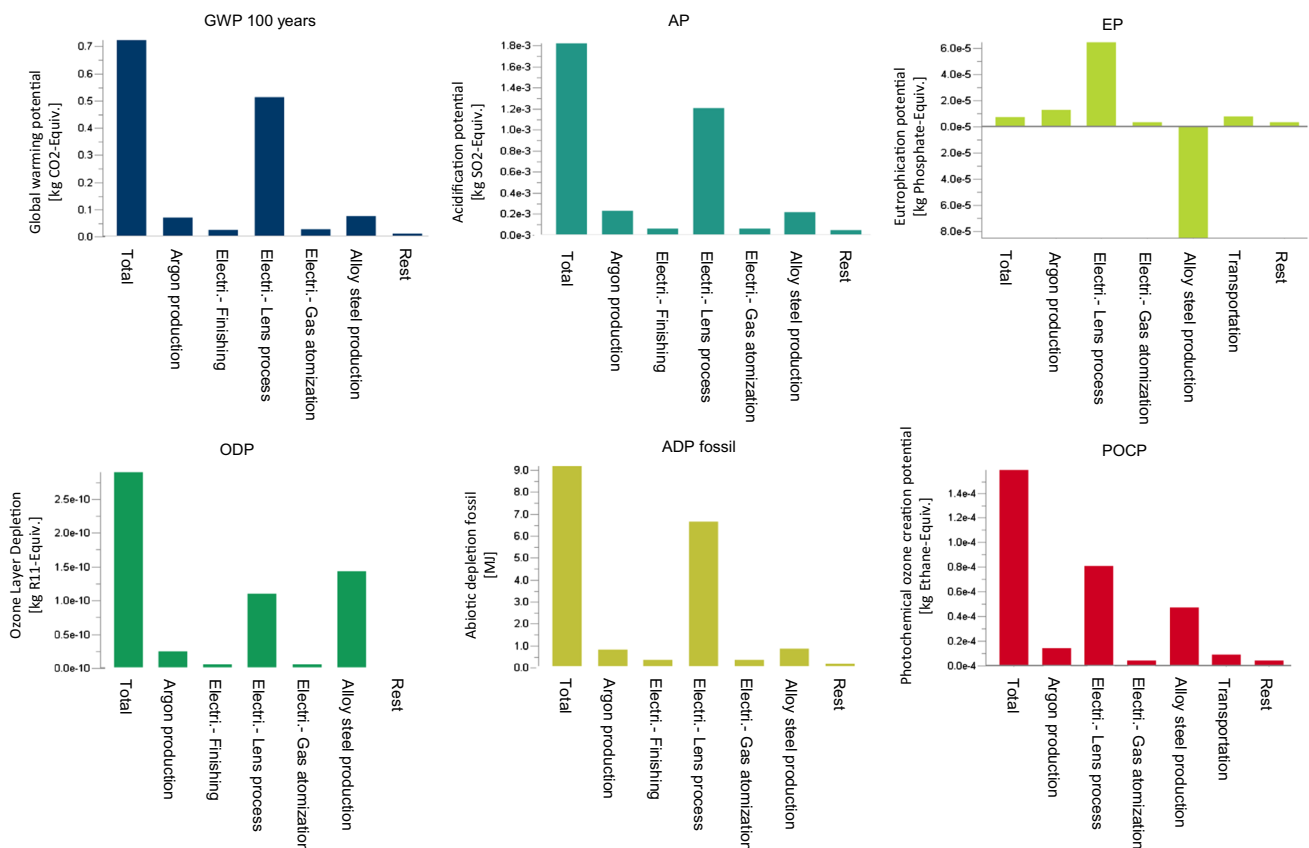 GWP 100 years
Global warming potential
[kg CO2-Equiv.]
0.7
0.6
0.5
0.4
0.3
0.2
0.1
0.0
Total
Argon production
Electri.- Finishing
Electri.- Lens process
Electri.- Gas atomization
Alloy steel production
Rest
AP
Acidification potential
[kg SO2-Equiv.]
1.8e-3
1.6e-3
1.4e-3
1.2e-3
1.0e-3
0.8e-3
0.6e-3
0.4e-3
0.2e-3
0.0e-3
Total
Argon production
Electri.- Finishing
Electri.- Lens process
Electri.- Gas atomization
Alloy steel production
Rest
EP
Eutrophication potential
[kg Phosphate-Equiv.]
6.0e-5
4.0e-5
2.0e-5
0.0e-5
2.0e-5
4.0e-5
6.0e-5
8.0e-5
Total
Argon production
Electri.- Lens process
Electri.- Gas atomization
Alloy steel production
Transportation
Rest
ODP
Ozone Layer Depletion
[kg R11-Equiv.]
2.5e-10
2.0e-10
1.5e-10
1.0e-10
0.5e-10
0.0e-10
Total
Argon production
Electri.- Finishing
Electri.- Lens process
Electri.- Gas atomization
Alloy steel production
Rest
ADP fossil
Abiotic depletion fossil
[MJ]
9.0
8.0
7.0
6.0
5.0
4.0
3.0
2.0
1.0
0.0
Total
Argon production
Electri.- Finishing
Electri.- Lens process
Electri.- Gas atomization
Alloy steel production
Rest
POCP
Photochemical ozone creation potential
[kg Ethane-Equiv.]
1.4e-4
1.2e-4
1.0e-4
0.8e-4
0.6e-4
0.4e-4
0.2e-4
0.0e-4
Total
Argon production
Electri.- Lens process
Electri.- Gas atomization
Alloy steel production
Transportation
Rest